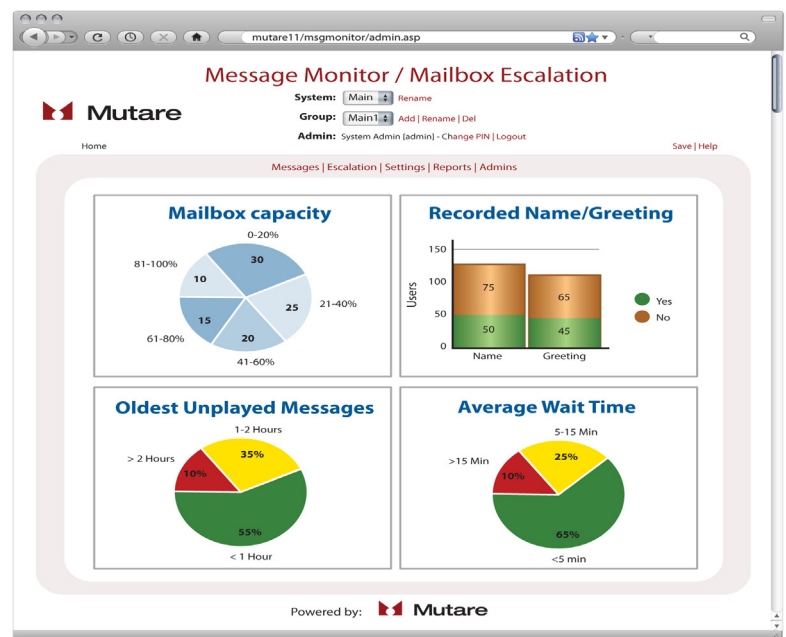 mutare11/msgmonitor/admin.asp
Message Monitor / Mailbox Escalation
System: Main Rename
Mutare
Group: Main1 Add | Rename | Del
Admin: System Admin [admin] - Change PIN | Logout
Home
Save | Help
Messages | Escalation | Settings | Reports | Admins
Mailbox capacity
0-20%
30
81-100%
10
25
21-40%
15
61-80%
20
41-60%
Recorded Name/Greeting
150
100
50
0
Users
75
65
50
45
Name Greeting
Yes
No
Oldest Unplayed Messages
1-2 Hours
35%
> 2 Hours
10%
55%
< 1 Hour
Average Wait Time
5-15 Min
25%
>15 Min
10%
65%
<5 min
Powered by: Mutare